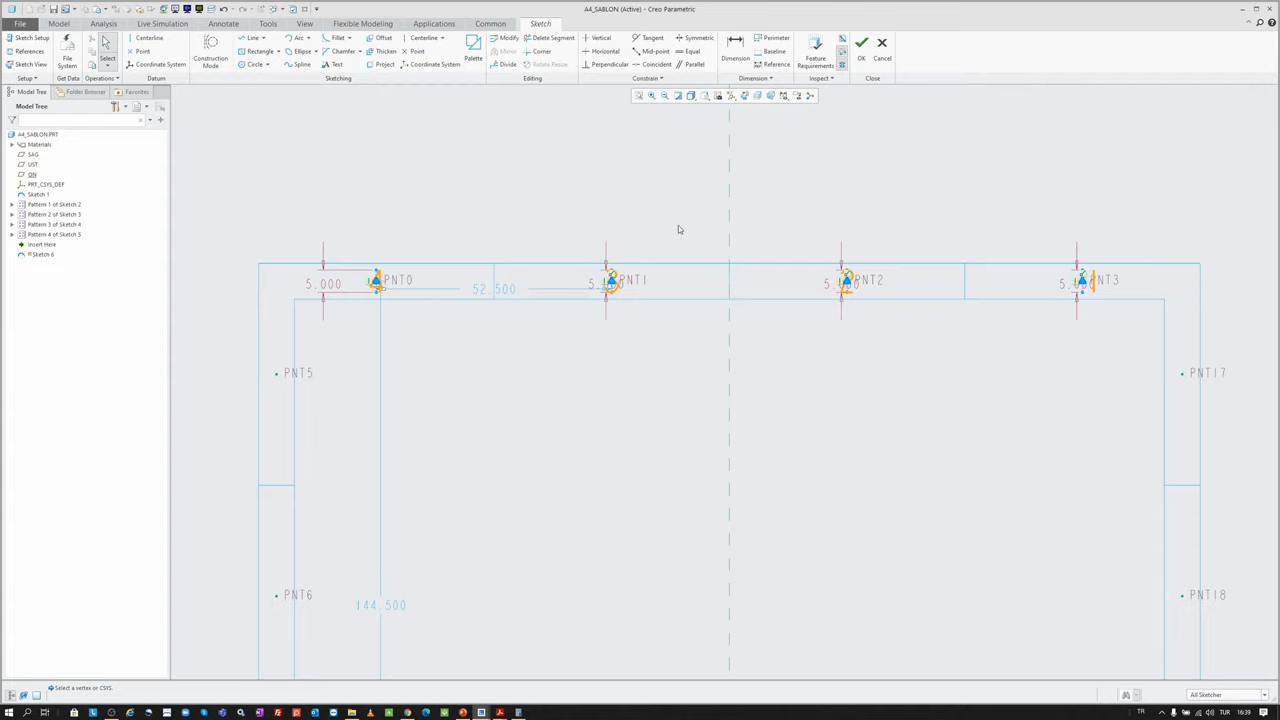 A4_SABLON (Active) - Creo Parametric
File Model Analysis Live Simulation Annotate Tools View Flexible Modeling Applications Common Sketch
Sketch Setup
References
Sketch View
Setup
File System
Get Data
Select
Operations
Centerline
Point
Coordinate System
Datum
Construction Mode
Line Arc Fillet Offset Centerline
Rectangle Ellipse Chamfer Thicken Point
Circle Spline Text Project Coordinate System
Palette
Sketching
Modify Delete Segment
Mirror Corner
Divide Rotate Resize
Editing
Vertical Tangent Symmetric
Horizontal Mid-point Equal
Perpendicular Coincident Parallel
Constrain
Dimension
Perimeter
Baseline
Reference
Dimension
Feature Requirements
Inspect
OK
Cancel
Close
Model Tree Folder Browser Favorites
Model Tree
A4_SABLON.PRT
Materials
SAG
UST
ON
PRT_CSYS_DEF
Sketch 1
Pattern 1 of Sketch 2
Pattern 2 of Sketch 3
Pattern 3 of Sketch 4
Pattern 4 of Sketch 5
Insert Here
Sketch 6
PNT0 PNT1 PNT2 PNT3
5.000 52.500
PNT5 PNT17
PNT6 PNT18
144.500
Select a vertex or CSYS.
All Sketcher
TR TUR 16:39